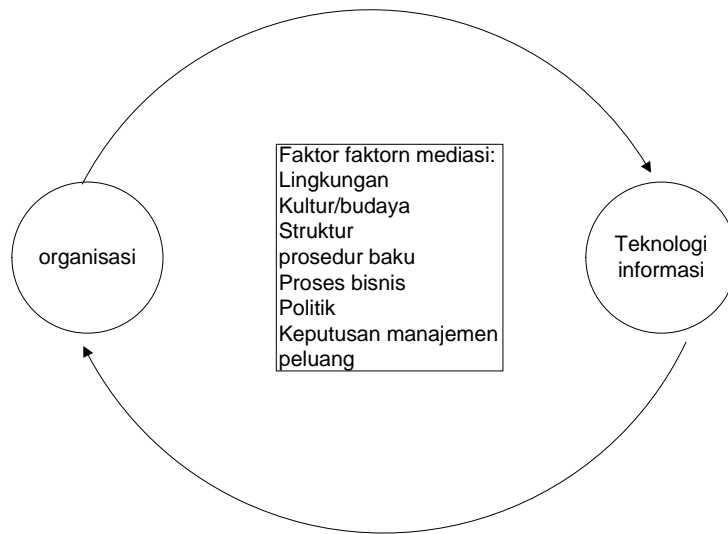 Faktor faktorn mediasi:
Lingkungan
Kultur/budaya
Struktur
prosedur baku
Proses bisnis
Politik
Keputusan manajemen
peluang
organisasi
Teknologi
informasi